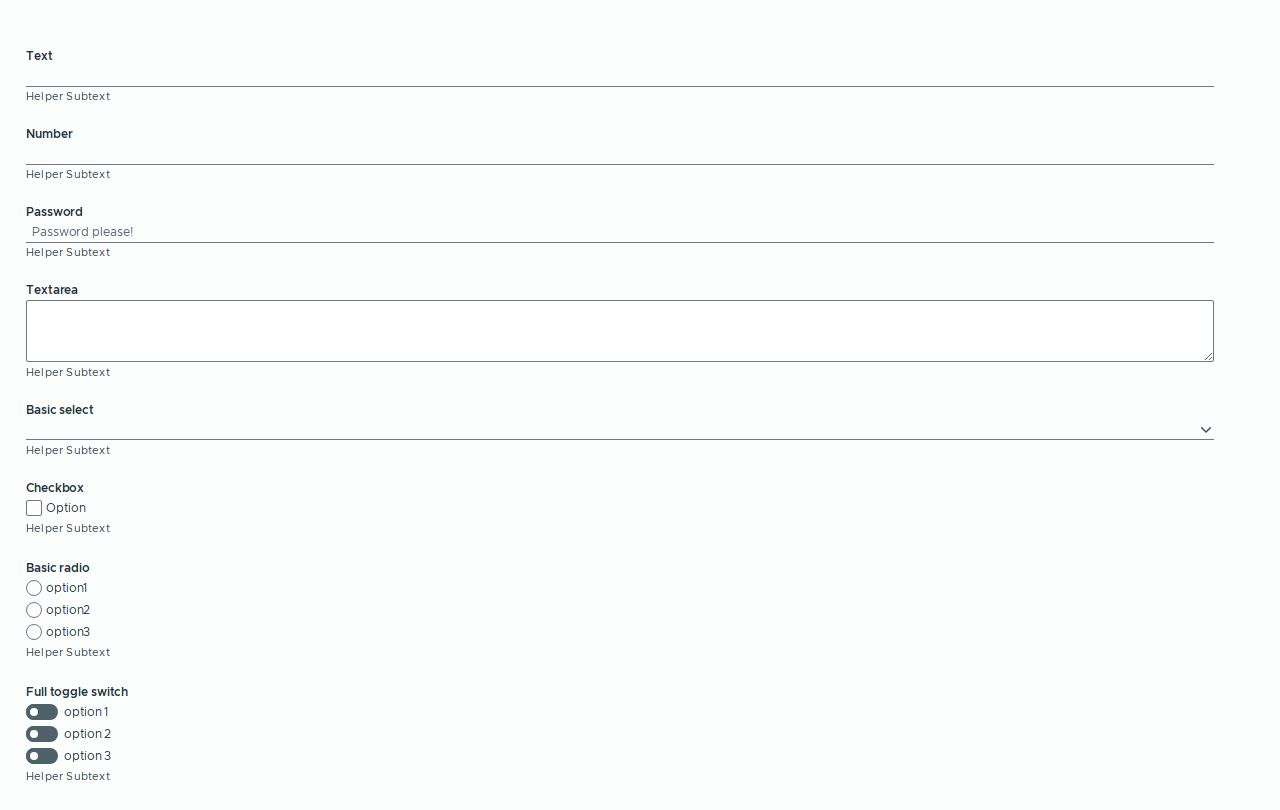 Text
Helper Subtext
Number
Helper Subtext
Password
Password please!
Helper Subtext
Textarea
Helper Subtext
Basic select
Helper Subtext
Checkbox
Option
Helper Subtext
Basic radio
option1
option2
option3
Helper Subtext
Full toggle switch
option 1
option 2
option 3
Helper Subtext